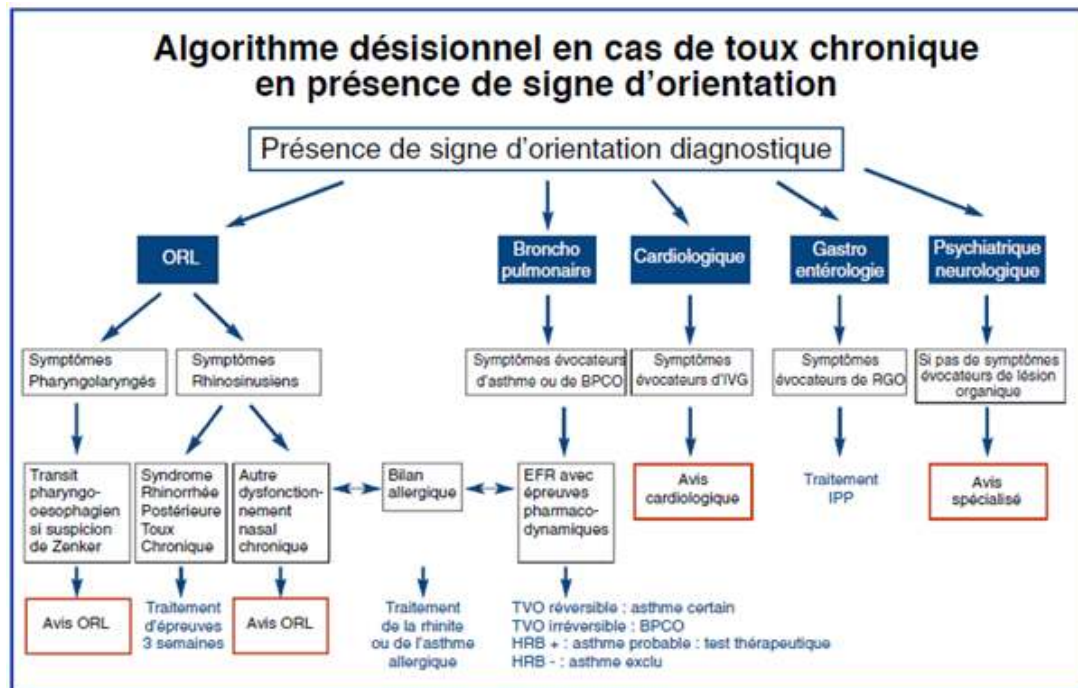 Algorithme désisionnel en cas de toux chronique
en présence de signe d'orientation
Présence de signe d'orientation diagnostique
ORL
Broncho
pulmonaire
Cardiologique
Gastro
entérologie
Psychiatrique
neurologique
Symptômes
Pharyngolaryngés
Symptômes
Rhinosinusiens
Symptômes évocateurs
d'asthme ou de BPCO
Symptômes
évocateurs d'IVG
Symptômes
évocateurs de RGO
Si pas de symptômes
évocateurs de lésion
organique
Transit
pharyngo-
oesophagien
si suspicion
de Zenker
Syndrome
Rhinorrhée
Postérieure
Toux
Chronique
Autre
dysfonction-
nement
nasal
chronique
Bilan
allergique
EFR avec
épreuves
pharmaco-
dynamiques
Avis
cardiologique
Traitement
IPP
Avis
spécialisé
Avis ORL
Traitement
d'épreuves
3 semaines
Avis ORL
Traitement
de la rhinite
ou de l'asthme
allergique
TVO réversible : asthme certain
TVO irréversible : BPCO
HRB + : asthme probable : test thérapeutique
HRB - : asthme exclu